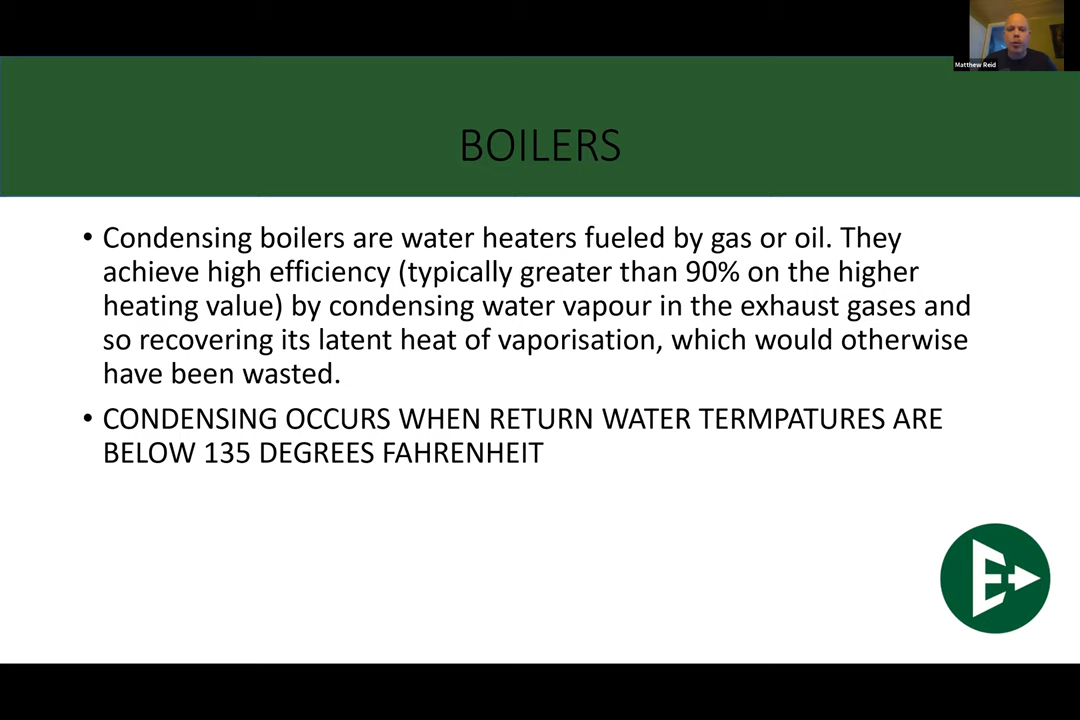 Matthew Reid
BOILERS
• Condensing boilers are water heaters fueled by gas or oil. They
achieve high efficiency (typically greater than 90% on the higher
heating value) by condensing water vapour in the exhaust gases and
so recovering its latent heat of vaporisation, which would otherwise
have been wasted.
• CONDENSING OCCURS WHEN RETURN WATER TERMPATURES ARE
BELOW 135 DEGREES FAHRENHEIT
E